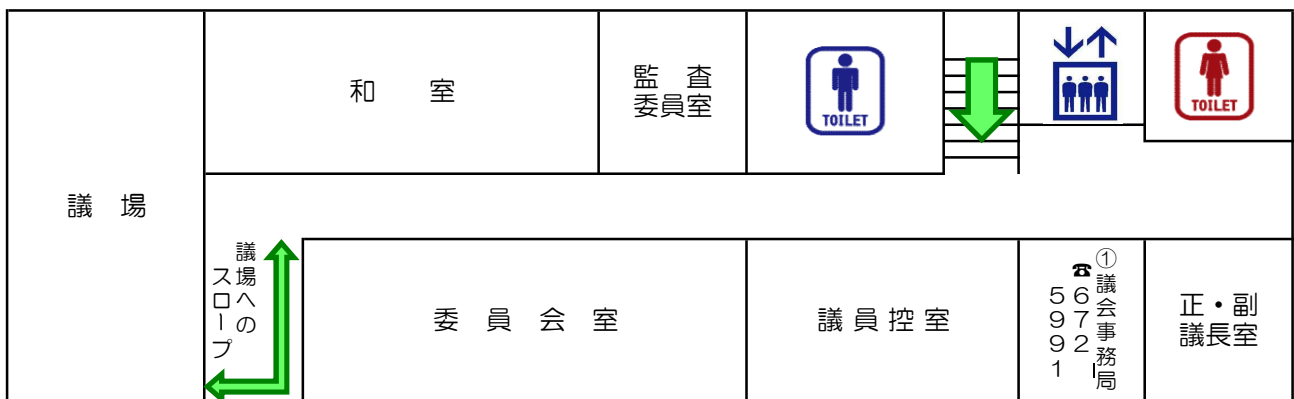 和　室
監　査
委員室
TOILET
TOILET
議　場
議場への
スロープ
委　員　会　室
議 員 控 室
①議会事務局
☎６７２－
５９９１
正・副
議長室